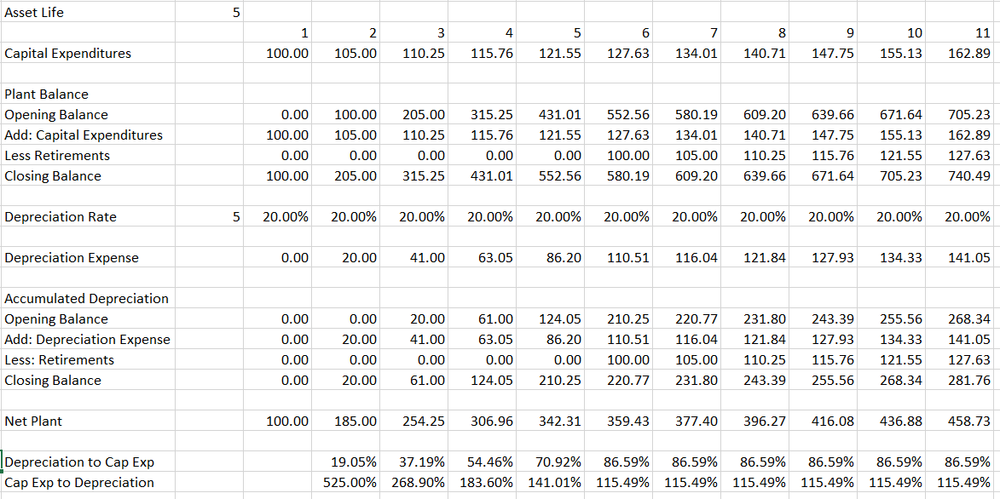 Asset Life 5
1 2 3 4 5 6 7 8 9 10 11
Capital Expenditures 100.00 105.00 110.25 115.76 121.55 127.63 134.01 140.71 147.75 155.13 162.89
Plant Balance
Opening Balance 0.00 100.00 205.00 315.25 431.01 552.56 580.19 609.20 639.66 671.64 705.23
Add: Capital Expenditures 100.00 105.00 110.25 115.76 121.55 127.63 134.01 140.71 147.75 155.13 162.89
Less Retirements 0.00 0.00 0.00 0.00 0.00 100.00 105.00 110.25 115.76 121.55 127.63
Closing Balance 100.00 205.00 315.25 431.01 552.56 580.19 609.20 639.66 671.64 705.23 740.49
Depreciation Rate 5 20.00% 20.00% 20.00% 20.00% 20.00% 20.00% 20.00% 20.00% 20.00% 20.00% 20.00%
Depreciation Expense 0.00 20.00 41.00 63.05 86.20 110.51 116.04 121.84 127.93 134.33 141.05
Accumulated Depreciation
Opening Balance 0.00 0.00 20.00 61.00 124.05 210.25 220.77 231.80 243.39 255.56 268.34
Add: Depreciation Expense 0.00 20.00 41.00 63.05 86.20 110.51 116.04 121.84 127.93 134.33 141.05
Less: Retirements 0.00 0.00 0.00 0.00 0.00 100.00 105.00 110.25 115.76 121.55 127.63
Closing Balance 0.00 20.00 61.00 124.05 210.25 220.77 231.80 243.39 255.56 268.34 281.76
Net Plant 100.00 185.00 254.25 306.96 342.31 359.43 377.40 396.27 416.08 436.88 458.73
Depreciation to Cap Exp 19.05% 37.19% 54.46% 70.92% 86.59% 86.59% 86.59% 86.59% 86.59% 86.59%
Cap Exp to Depreciation 525.00% 268.90% 183.60% 141.01% 115.49% 115.49% 115.49% 115.49% 115.49% 115.49%